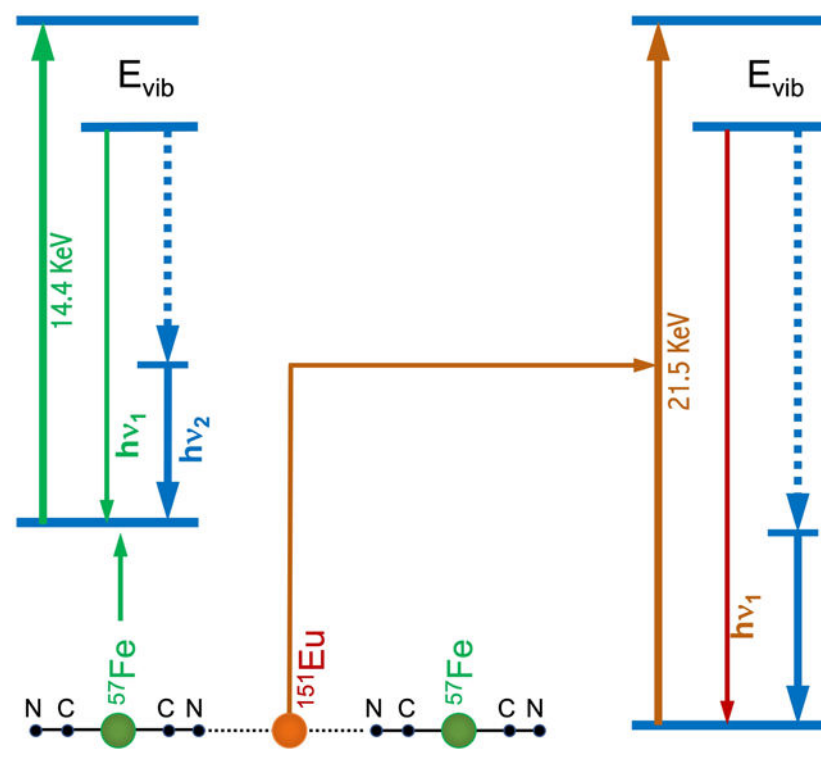 E_vib
E_vib
14.4 KeV
hν₁
hν₂
21.5 KeV
hν₁
⁵⁷Fe
¹⁵¹Eu
⁵⁷Fe
N C C N N C C N